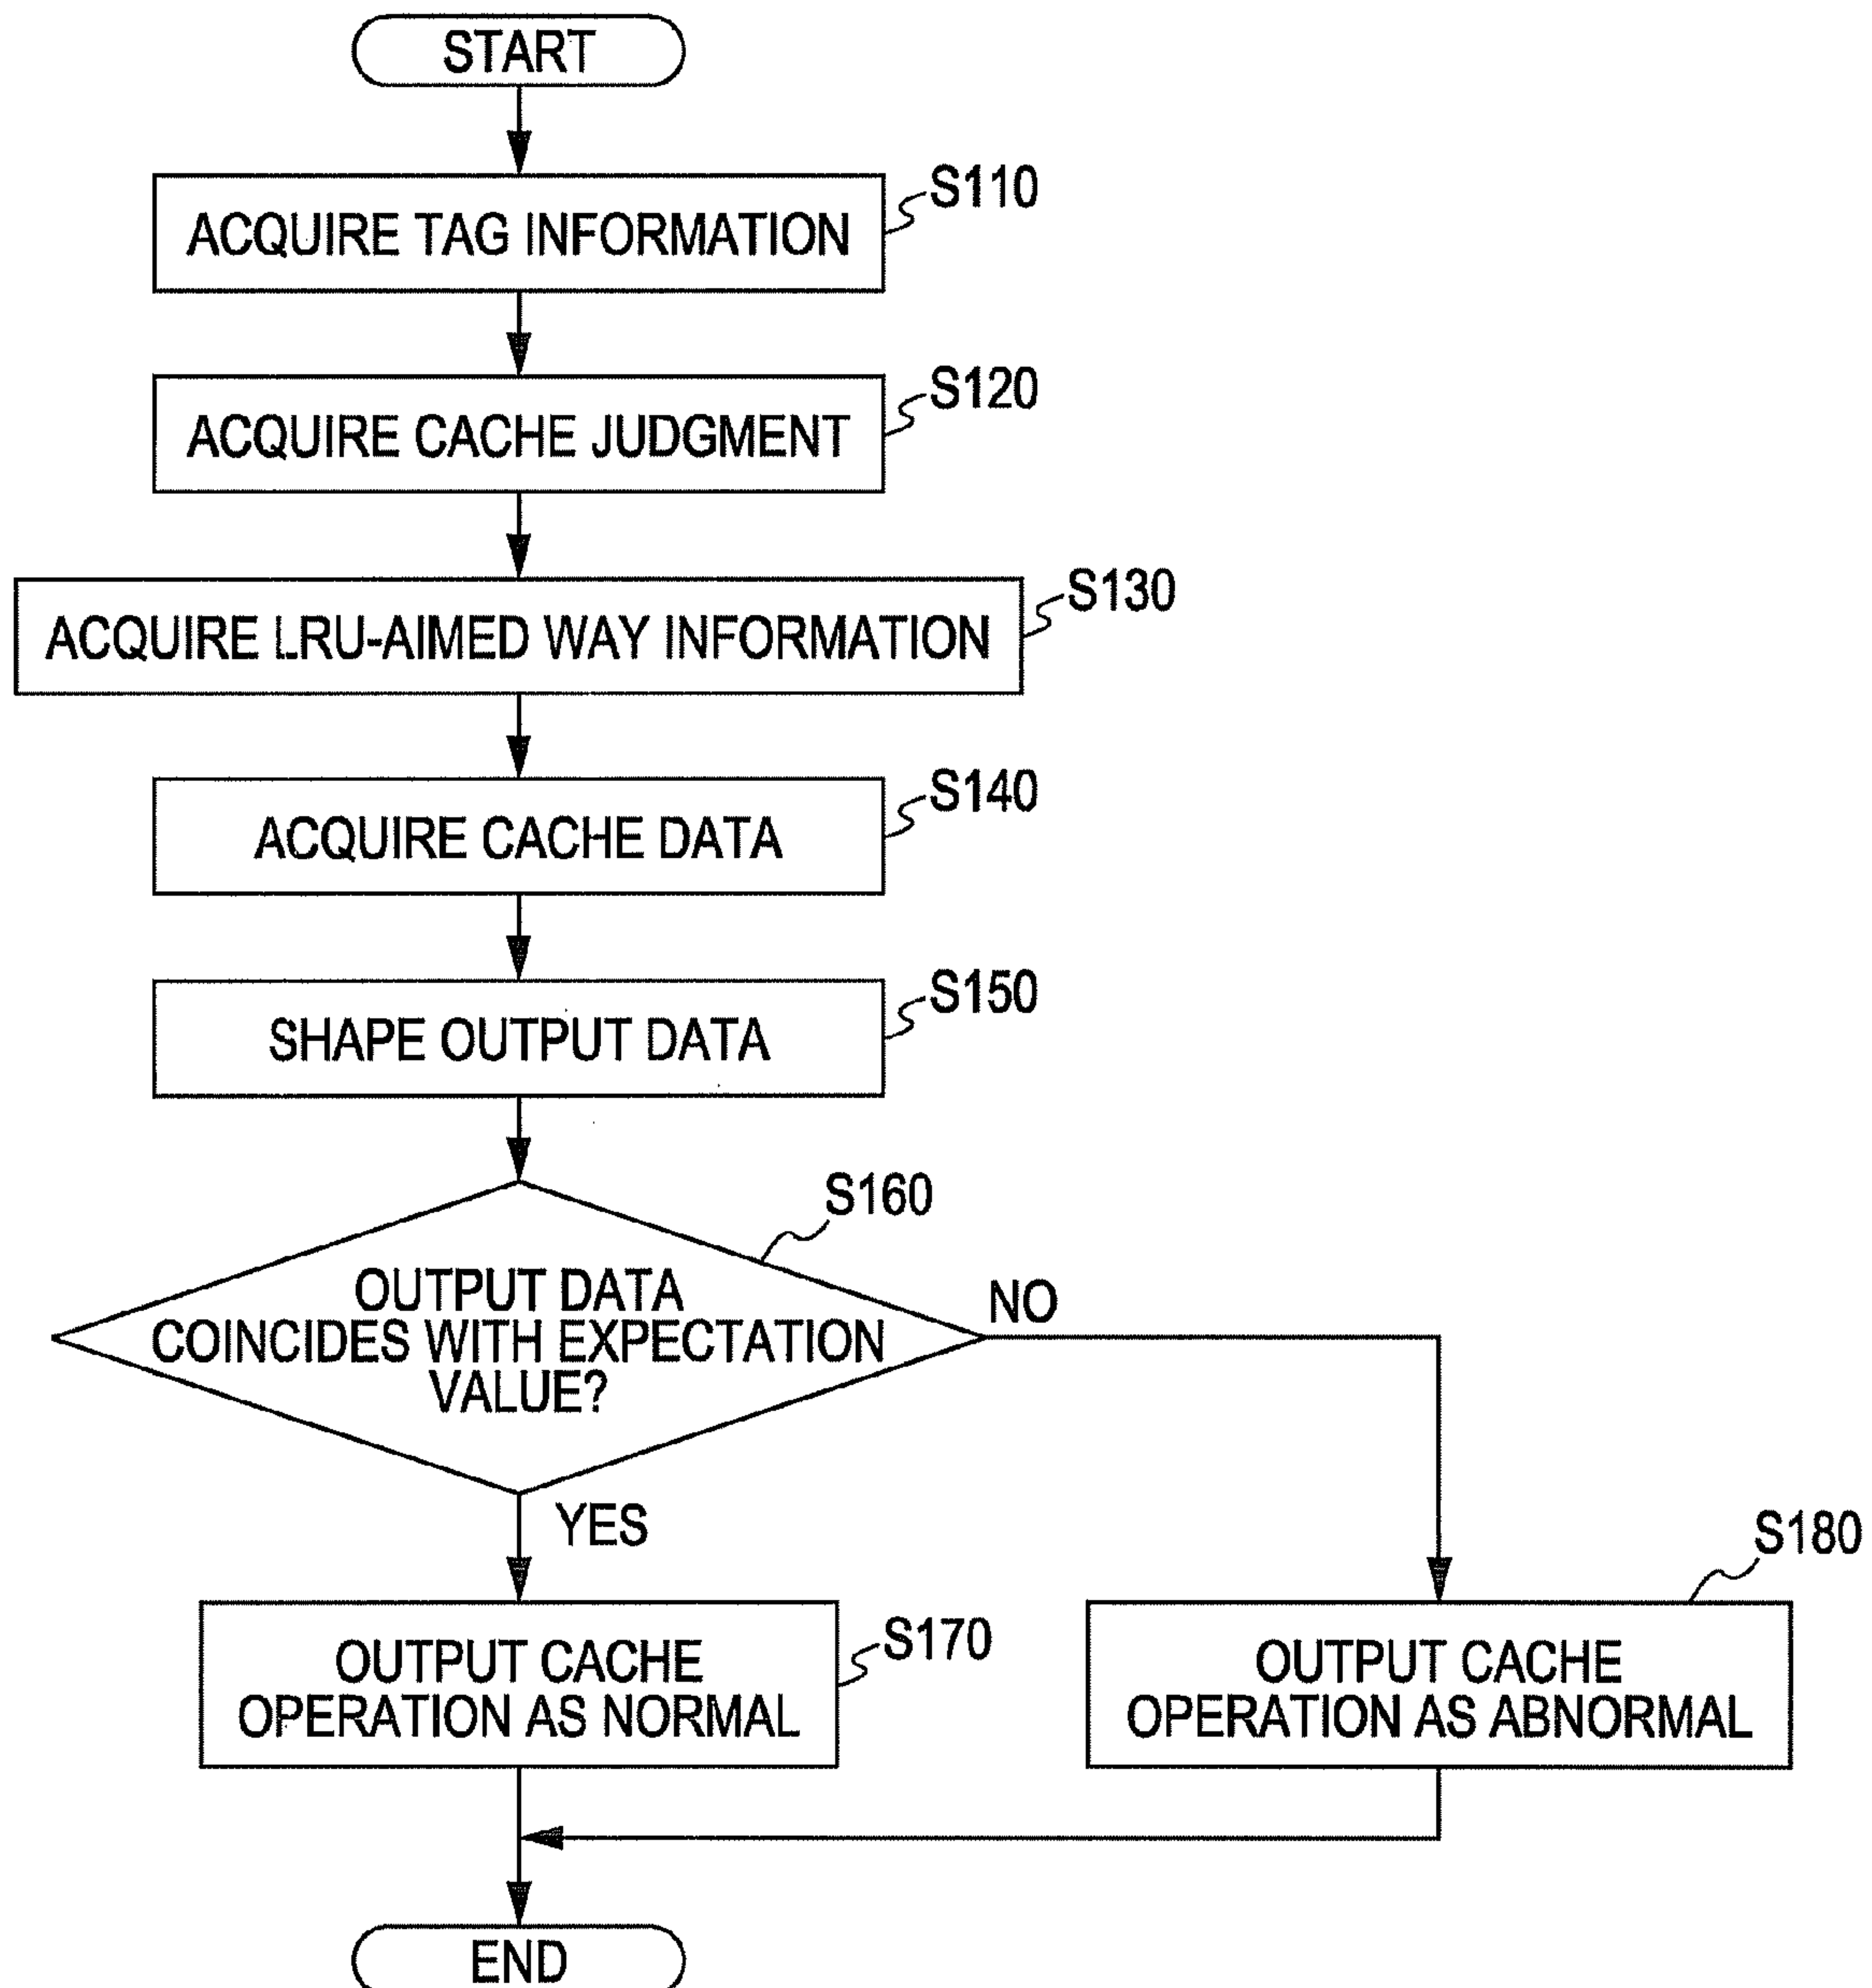 START
S110
ACQUIRE TAG INFORMATION
S120
ACQUIRE CACHE JUDGMENT
S130
ACQUIRE LRU-AIMED WAY INFORMATION
S140
ACQUIRE CACHE DATA
S150
SHAPE OUTPUT DATA
S160
OUTPUT DATA
COINCIDES WITH EXPECTATION
VALUE?
NO
YES
S170
OUTPUT CACHE
OPERATION AS NORMAL
S180
OUTPUT CACHE
OPERATION AS ABNORMAL
END